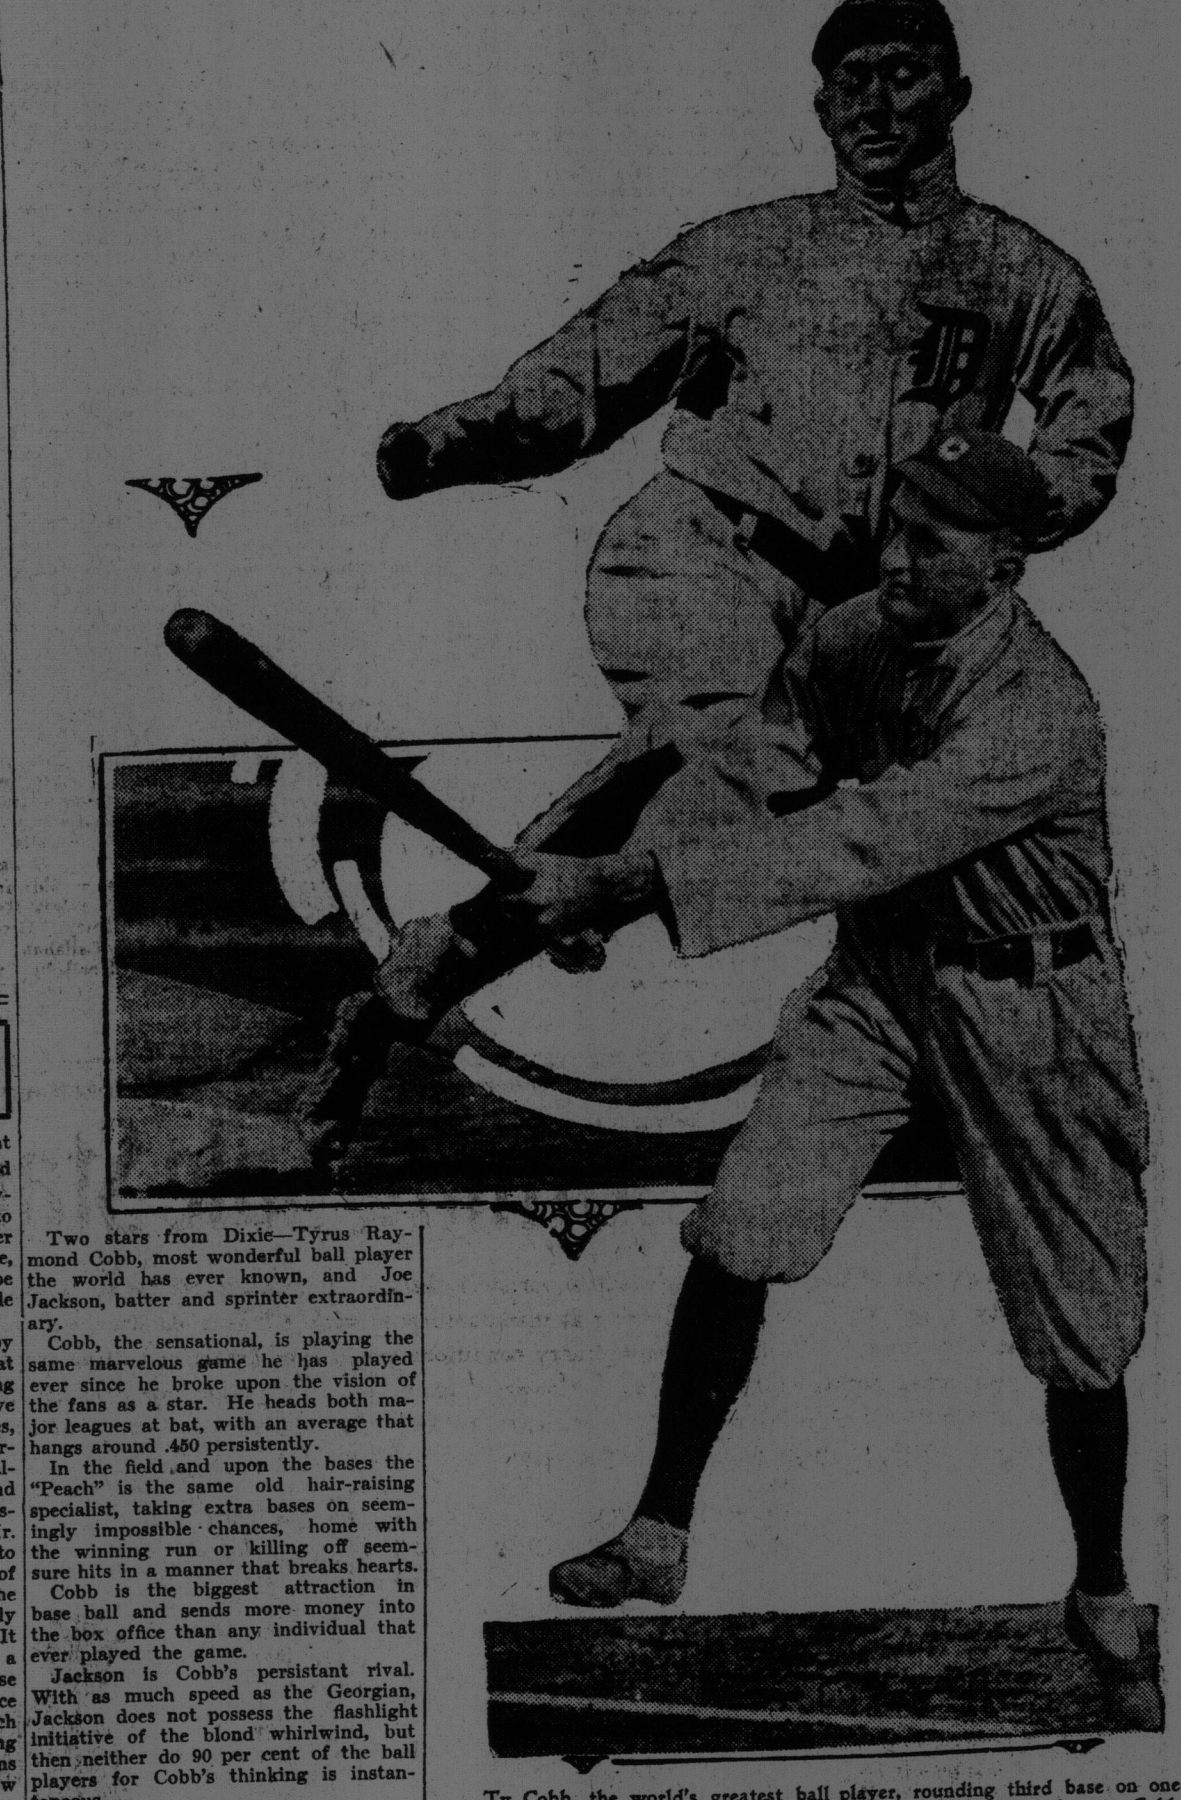 D
Two stars from Dixie—Tyrus Ray-
mond Cobb, most wonderful ball player
the world has ever known, and Joe
Jackson, batter and sprinter extraordin-
ary.
Cobb, the sensational, is playing the
same marvelous game he has played
ever since he broke upon the vision of
the fans as a star. He heads both ma-
jor leagues at bat, with an average that
hangs around .450 persistently.
In the field and upon the bases the
"Peach" is the same old hair-raising
specialist, taking extra bases on seem-
ingly impossible chances, home with
the winning run or killing off seem-
sure hits in a manner that breaks hearts.
Cobb is the biggest attraction in
base ball and sends more money into
the box office than any individual that
ever played the game.
Jackson is Cobb's persistant rival.
With as much speed as the Georgian,
Jackson does not possess the flashlight
initiative of the blond whirlwind, but
then neither do 90 per cent of the ball
players for Cobb's thinking is instan-
taneous.
Ty Cobb, the world's greatest ball player, rounding third base on one